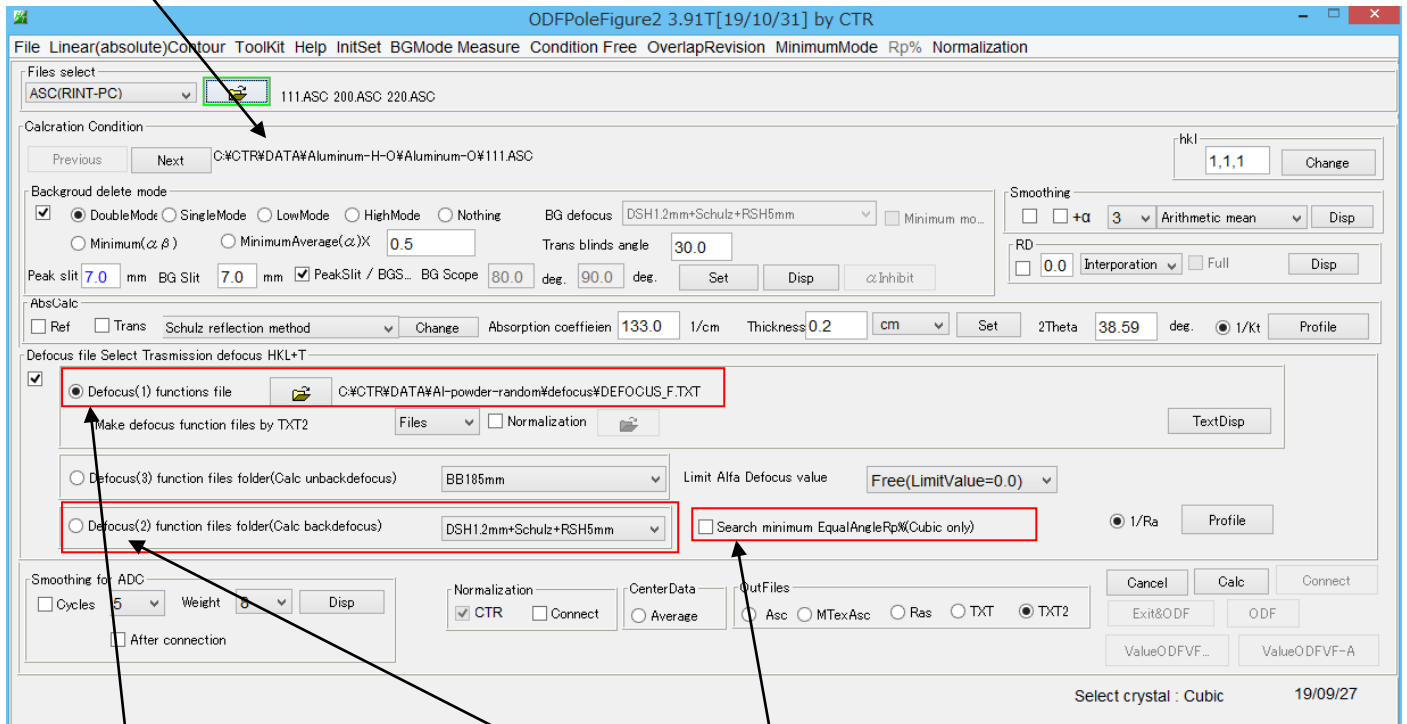 ODFPoleFigure2 3.91T[19/10/31] by CTR
File Linear(absolute)Contour ToolKit Help InitSet BGMode Measure Condition Free OverlapRevision MinimumMode Rp% Normalization
Files select
ASC(RINT-PC) 111.ASC 200.ASC 220.ASC
Calcration Condition
Previous Next C:¥CTR¥DATA¥Aluminum-H-O¥Aluminum-O¥111.ASC
hkl
1,1,1 Change
Backgroud delete mode
DoubleMode SingleMode LowMode HighMode Nothing BG defocus DSH1.2mm+Schulz+RSH5mm Minimum mo...
Minimum(αβ) MinimumAverage(α)X 0.5 Trans blinds angle 30.0
Peak slit 7.0 mm BG Slit 7.0 mm PeakSlit / BGS... BG Scope 80.0 deg. 90.0 deg. Set Disp αInhibit
Smoothing
+α 3 Arithmetic mean Disp
RD
0.0 Interporation Full Disp
AbsCalc
Ref Trans Schulz reflection method Change Absorption coeffieien 133.0 1/cm Thickness 0.2 cm Set 2Theta 38.59 deg. 1/Kt Profile
Defocus file Select Trasmission defocus HKL+T
Defocus(1) functions file C:¥CTR¥DATA¥Al-powder-random¥defocus¥DEFOCUS_F.TXT
Make defocus function files by TXT2 Files Normalization TextDisp
Defocus(3) function files folder(Calc unbackdefocus) BB185mm Limit Alfa Defocus value Free(LimitValue=0.0)
Defocus(2) function files folder(Calc backdefocus) DSH1.2mm+Schulz+RSH5mm Search minimum EqualAngleRp%(Cubic only) 1/Ra Profile
Smoothing for ADC
Cycles 5 Weight 8 Disp
After connection
Normalization
CTR Connect
CenterData
Average
OutFiles
Asc MTexAsc Ras TXT TXT2
Cancel Calc Connect
Exit&ODF ODF
ValueODFVF... ValueODFVF-A
Select crystal : Cubic 19/09/27